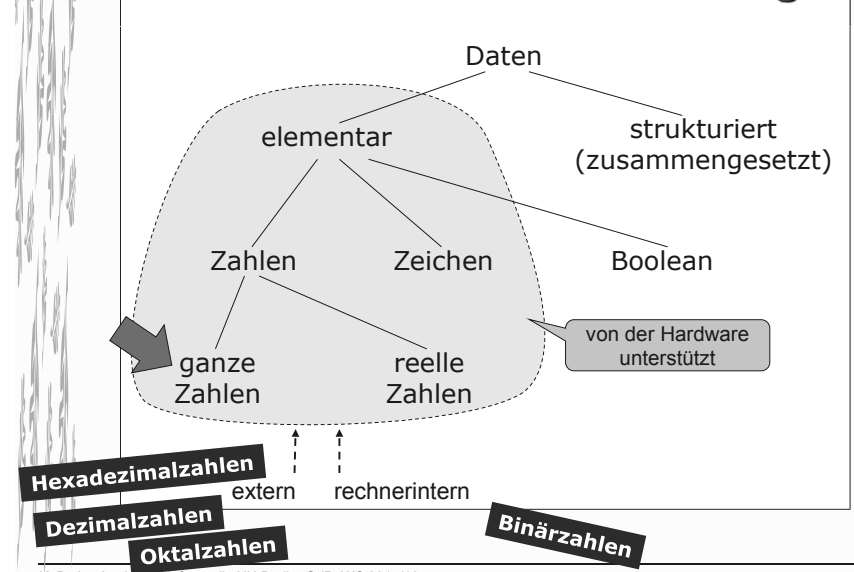 Daten
elementar
strukturiert
(zusammengesetzt)
Zahlen
Zeichen
Boolean
von der Hardware
unterstützt
ganze
Zahlen
reelle
Zahlen
Hexadezimalzahlen
extern
rechnerintern
Dezimalzahlen
Binärzahlen
Oktalzahlen